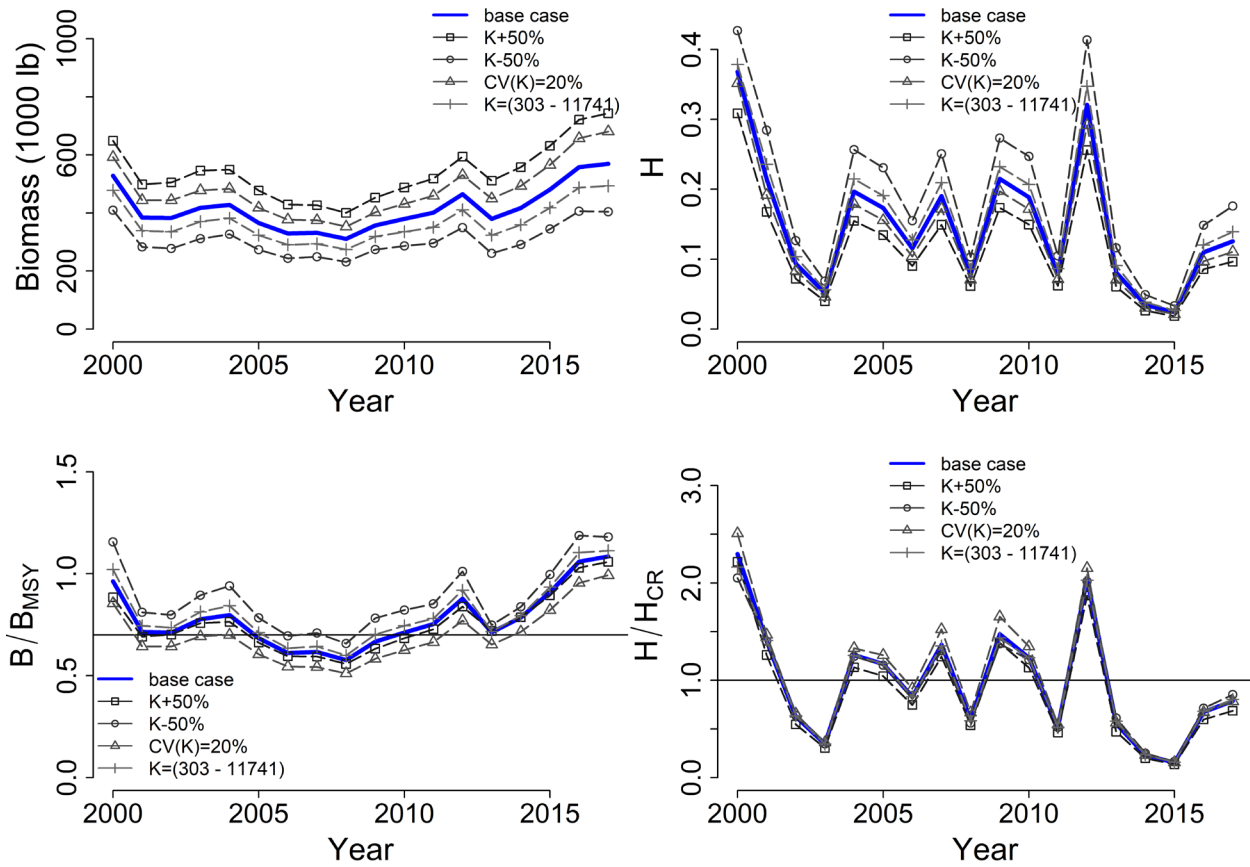 Biomass (1000 lb)
1000
600
200
0
2000 2005 2010 2015
Year
base case
K+50%
K-50%
CV(K)=20%
K=(303 - 11741)
H
0.4
0.3
0.2
0.1
0.0
2000 2005 2010 2015
Year
base case
K+50%
K-50%
CV(K)=20%
K=(303 - 11741)
B/BMSY
1.5
1.0
0.5
0.0
2000 2005 2010 2015
Year
base case
K+50%
K-50%
CV(K)=20%
K=(303 - 11741)
H/HCR
3.0
2.0
1.0
0.0
2000 2005 2010 2015
Year
base case
K+50%
K-50%
CV(K)=20%
K=(303 - 11741)